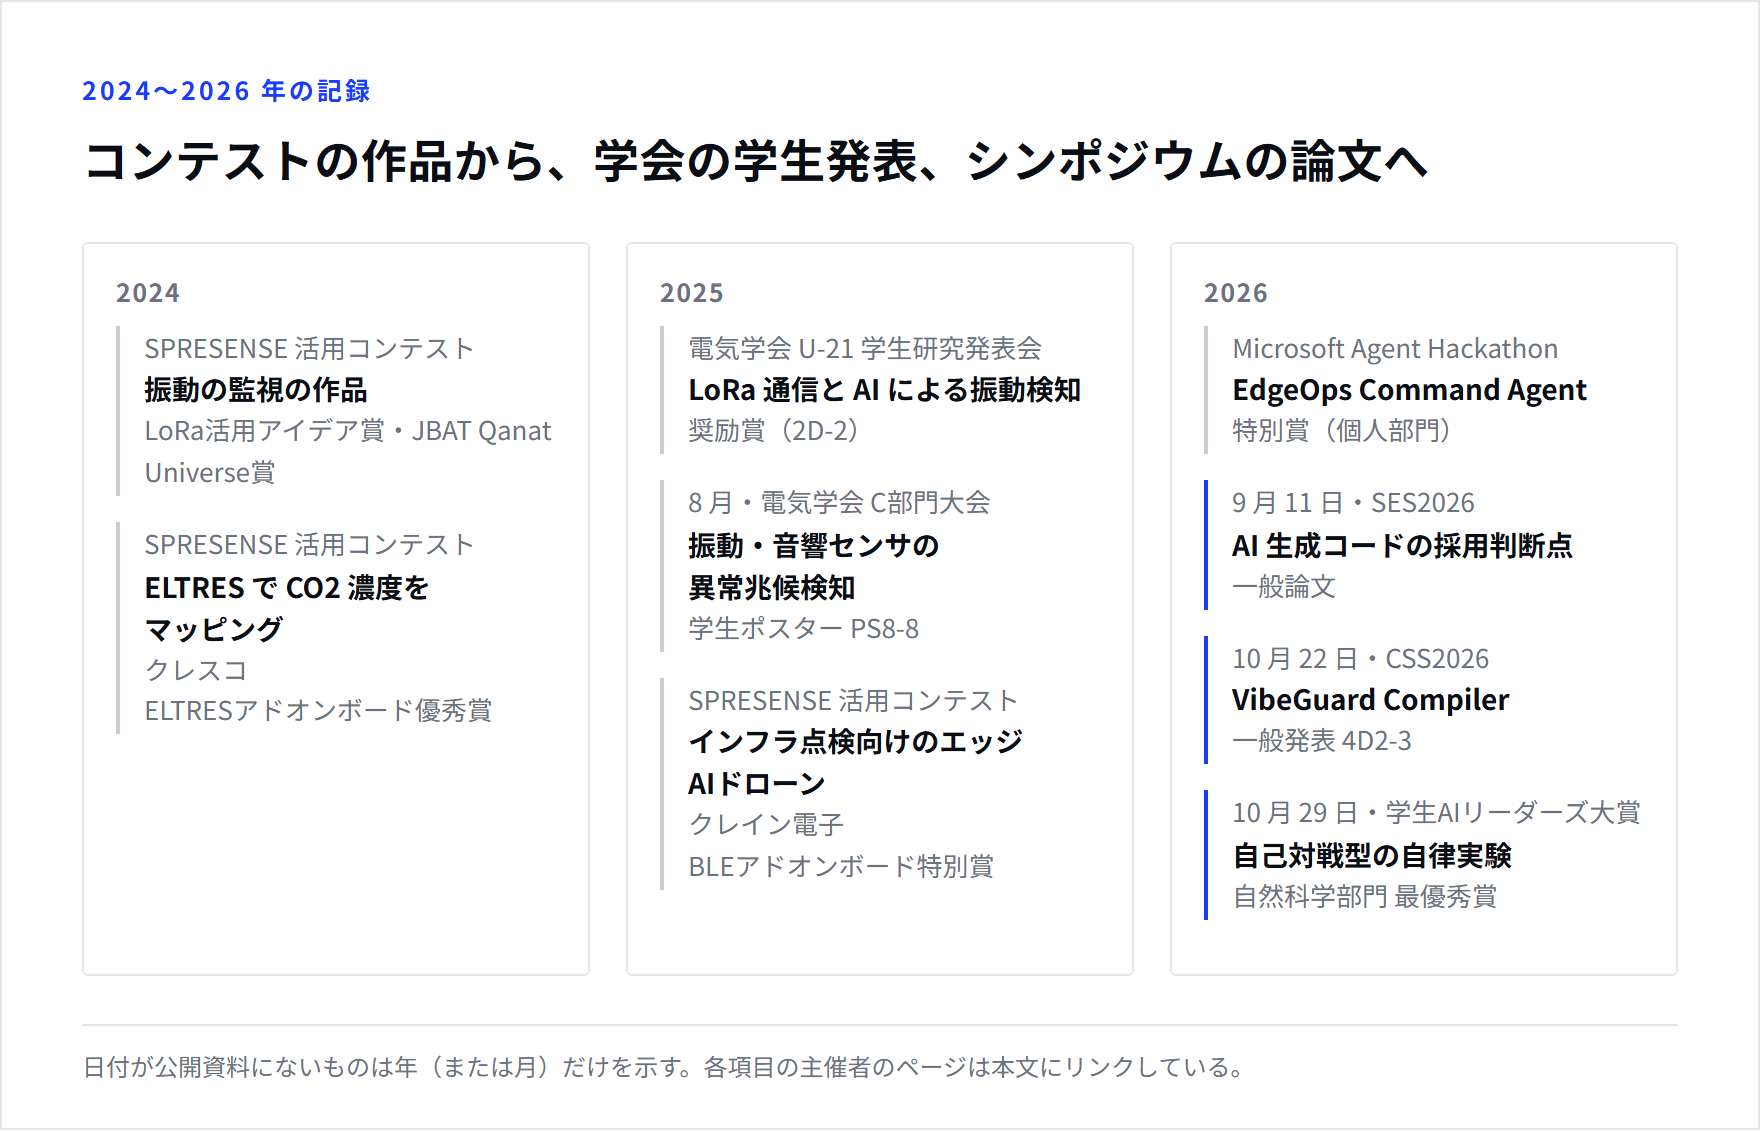 2024～2026 年の記録
コンテストの作品から、学会の学生発表、シンポジウムの論文へ
2024
SPRESENSE 活用コンテスト
振動の監視の作品
LoRa活用アイデア賞・JBAT Qanat
Universe賞
SPRESENSE 活用コンテスト
ELTRES で CO2 濃度を
マッピング
クレスコ
ELTRESアドオンボード優秀賞
2025
電気学会 U-21 学生研究発表会
LoRa 通信と AI による振動検知
奨励賞（2D-2）
8 月・電気学会 C部門大会
振動・音響センサの
異常兆候検知
学生ポスター PS8-8
SPRESENSE 活用コンテスト
インフラ点検向けのエッジ
AIドローン
クレイン電子
BLEアドオンボード特別賞
2026
Microsoft Agent Hackathon
EdgeOps Command Agent
特別賞（個人部門）
9 月 11 日・SES2026
AI 生成コードの採用判断点
一般論文
10 月 22 日・CSS2026
VibeGuard Compiler
一般発表 4D2-3
10 月 29 日・学生AIリーダーズ大賞
自己対戦型の自律実験
自然科学部門 最優秀賞
日付が公開資料にないものは年（または月）だけを示す。各項目の主催者のページは本文にリンクしている。